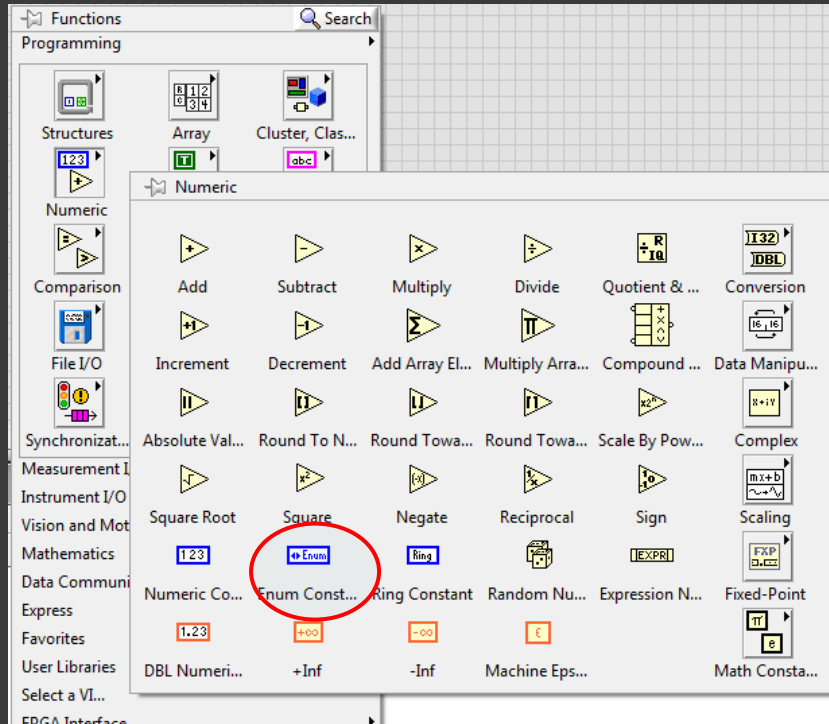 Functions
Search
Programming
Structures
Array
Cluster, Clas...
Numeric
Comparison
File I/O
Synchronizat...
Measurement I
Instrument I/O
Vision and Mot
Mathematics
Data Communi
Express
Favorites
User Libraries
Select a VI...
FPGA Interface
Numeric
Add
Subtract
Multiply
Divide
Quotient & ...
Conversion
Increment
Decrement
Add Array El...
Multiply Arra...
Compound ...
Data Manipu...
Absolute Val...
Round To N...
Round Towa...
Round Towa...
Scale By Pow...
Complex
Square Root
Square
Negate
Reciprocal
Sign
Scaling
Numeric Co...
Enum Const...
Ring Constant
Random Nu...
Expression N...
Fixed-Point
DBL Numeri...
+Inf
-Inf
Machine Eps...
Math Consta...